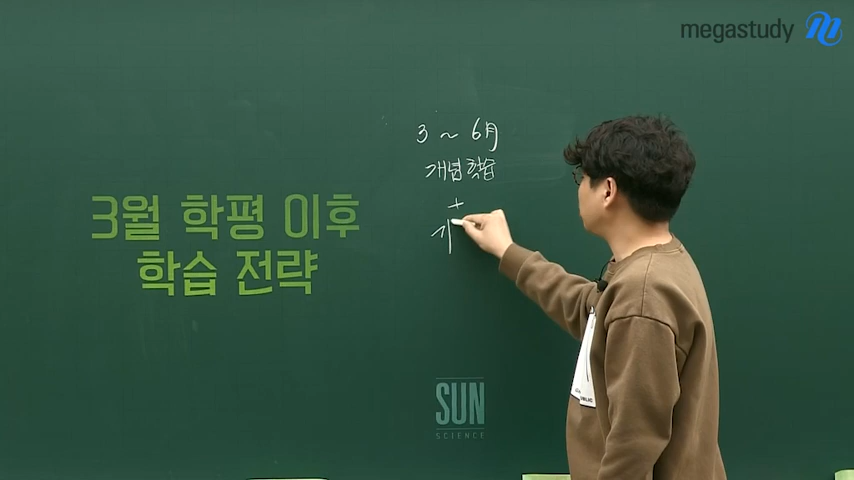 megastudy
3월 학평 이후
학습 전략
3 ~ 6月
개념 학습
+
기
SUN
SCIENCE